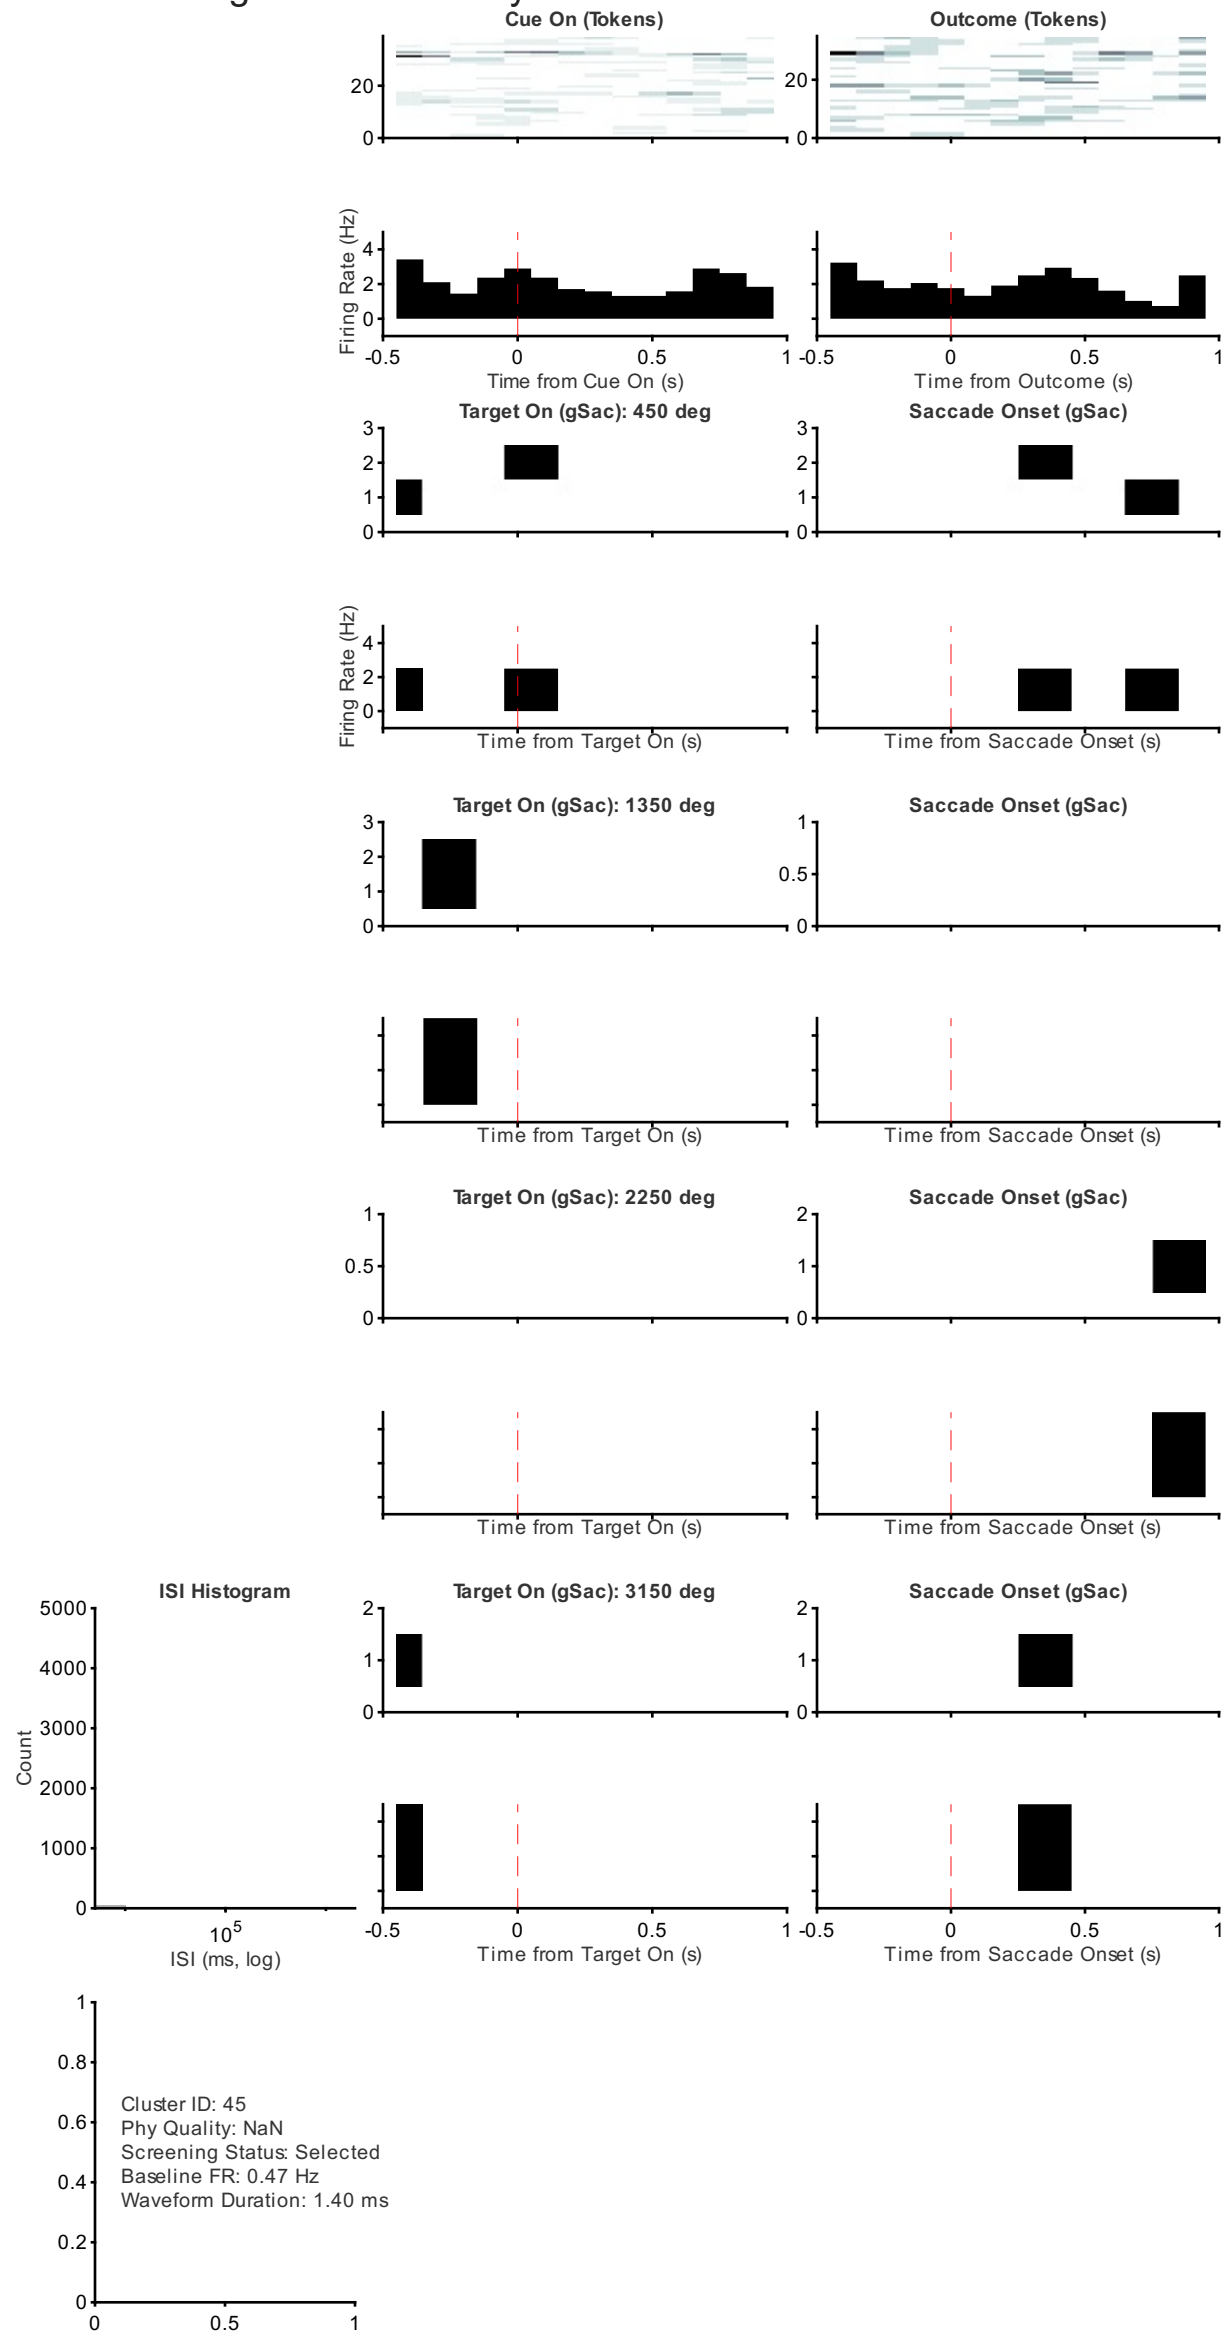 Cue On (Tokens)
Outcome (Tokens)
20
0
20
0
Firing Rate (Hz)
4
2
0
-0.5 0 0.5 1
-0.5 0 0.5 1
Time from Cue On (s)
Time from Outcome (s)
Target On (gSac): 450 deg
Saccade Onset (gSac)
3
2
1
0
3
2
1
0
Firing Rate (Hz)
4
2
0
Time from Target On (s)
Time from Saccade Onset (s)
Target On (gSac): 1350 deg
Saccade Onset (gSac)
3
2
1
0
1
0.5
0
Time from Target On (s)
Time from Saccade Onset (s)
Target On (gSac): 2250 deg
Saccade Onset (gSac)
1
0.5
0
2
1
0
Time from Target On (s)
Time from Saccade Onset (s)
ISI Histogram
Target On (gSac): 3150 deg
Saccade Onset (gSac)
5000
4000
3000
2000
1000
0
Count
10^5
ISI (ms, log)
2
1
0
2
1
0
-0.5 0 0.5 1
-0.5 0 0.5 1
Time from Target On (s)
Time from Saccade Onset (s)
1
0.8
0.6
0.4
0.2
0
Cluster ID: 45
Phy Quality: NaN
Screening Status: Selected
Baseline FR: 0.47 Hz
Waveform Duration: 1.40 ms
0 0.5 1